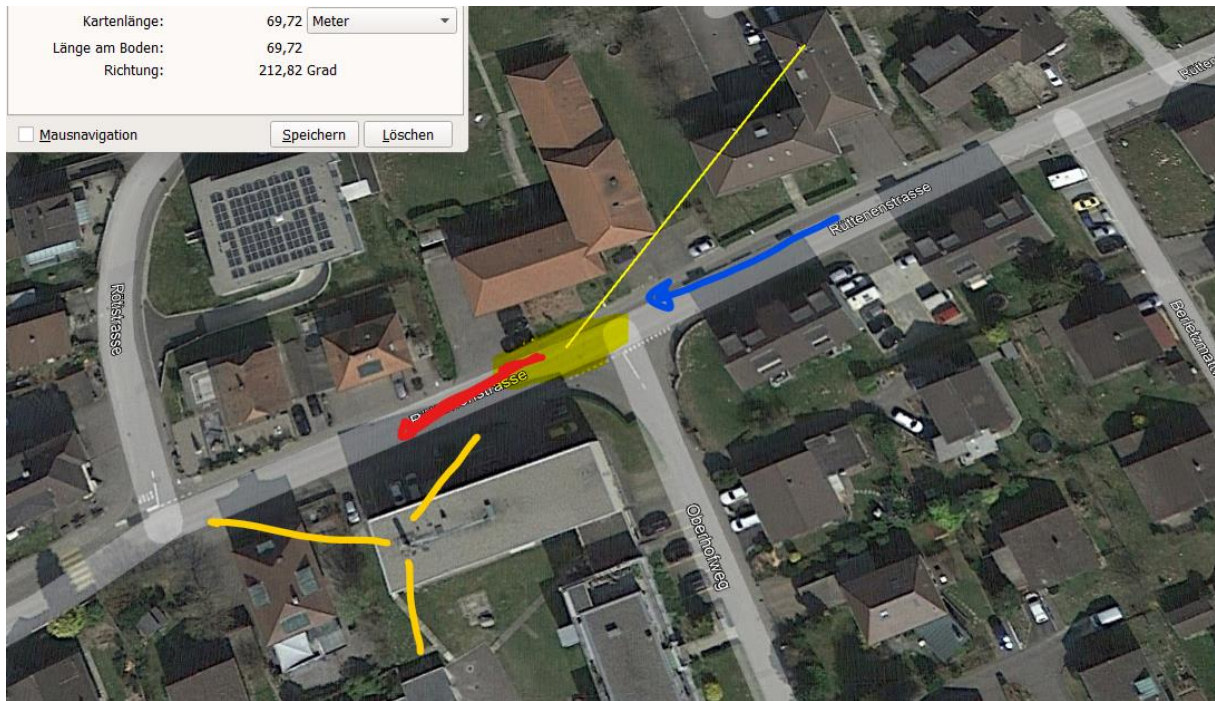 Kartenlänge: 69,72 Meter
Länge am Boden: 69,72
Richtung: 212,82 Grad
Mausnavigation Speichern Löschen
Rüttenenstrasse
Rötistrasse
Oberhofweg